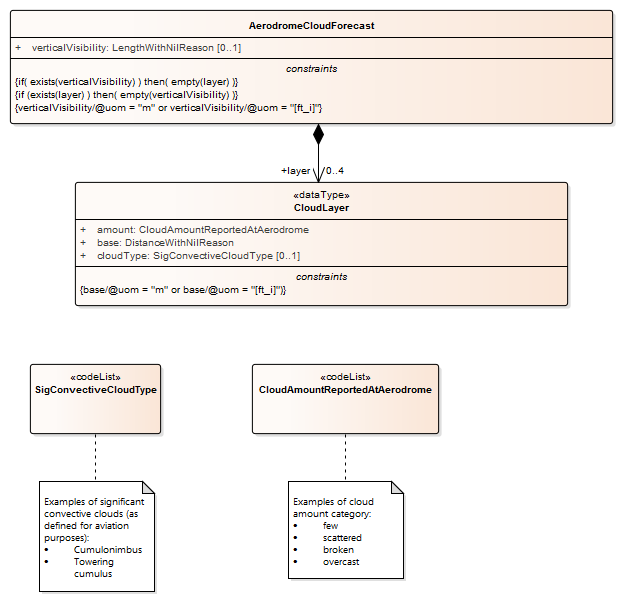 AerodromeCloudForecast
+ verticalVisibility: LengthWithNilReason [0..1]
constraints
{if( exists(verticalVisibility) ) then( empty(layer) )}
{if (exists(layer) ) then( empty(verticalVisibility) )}
{verticalVisibility/@uom = "m" or verticalVisibility/@uom = "[ft_i]"}
+layer 0..4
«dataType»
CloudLayer
+ amount: CloudAmountReportedAtAerodrome
+ base: DistanceWithNilReason
+ cloudType: SigConvectiveCloudType [0..1]
constraints
{base/@uom = "m" or base/@uom = "[ft_i]")}
«codeList»
SigConvectiveCloudType
«codeList»
CloudAmountReportedAtAerodrome
Examples of significant
convective clouds (as
defined for aviation
purposes):
• Cumulonimbus
• Towering
cumulus
Examples of cloud
amount category:
• few
• scattered
• broken
• overcast